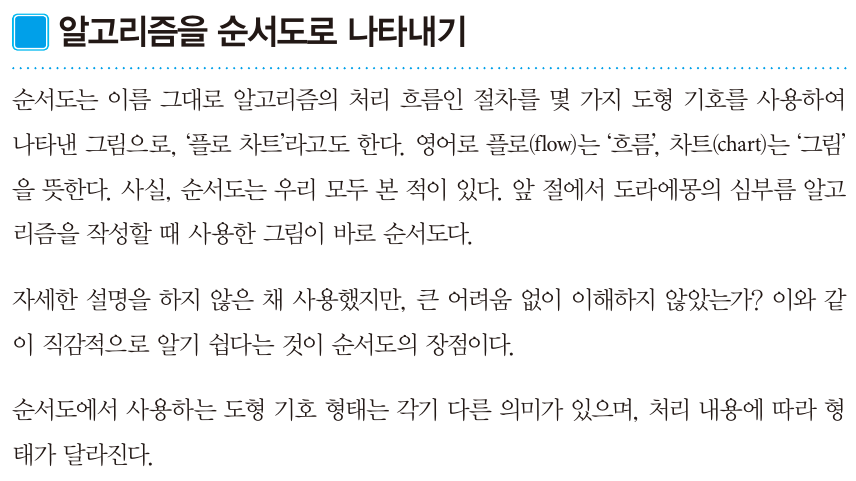 알고리즘을 순서도로 나타내기
순서도는 이름 그대로 알고리즘의 처리 흐름인 절차를 몇 가지 도형 기호를 사용하여
나타낸 그림으로, ‘플로 차트’라고도 한다. 영어로 플로(flow)는 ‘흐름’, 차트(chart)는 ‘그림’
을 뜻한다. 사실, 순서도는 우리 모두 본 적이 있다. 앞 절에서 도라에몽의 심부름 알고
리즘을 작성할 때 사용한 그림이 바로 순서도다.
자세한 설명을 하지 않은 채 사용했지만, 큰 어려움 없이 이해하지 않았는가? 이와 같
이 직감적으로 알기 쉽다는 것이 순서도의 장점이다.
순서도에서 사용하는 도형 기호 형태는 각기 다른 의미가 있으며, 처리 내용에 따라 형
태가 달라진다.